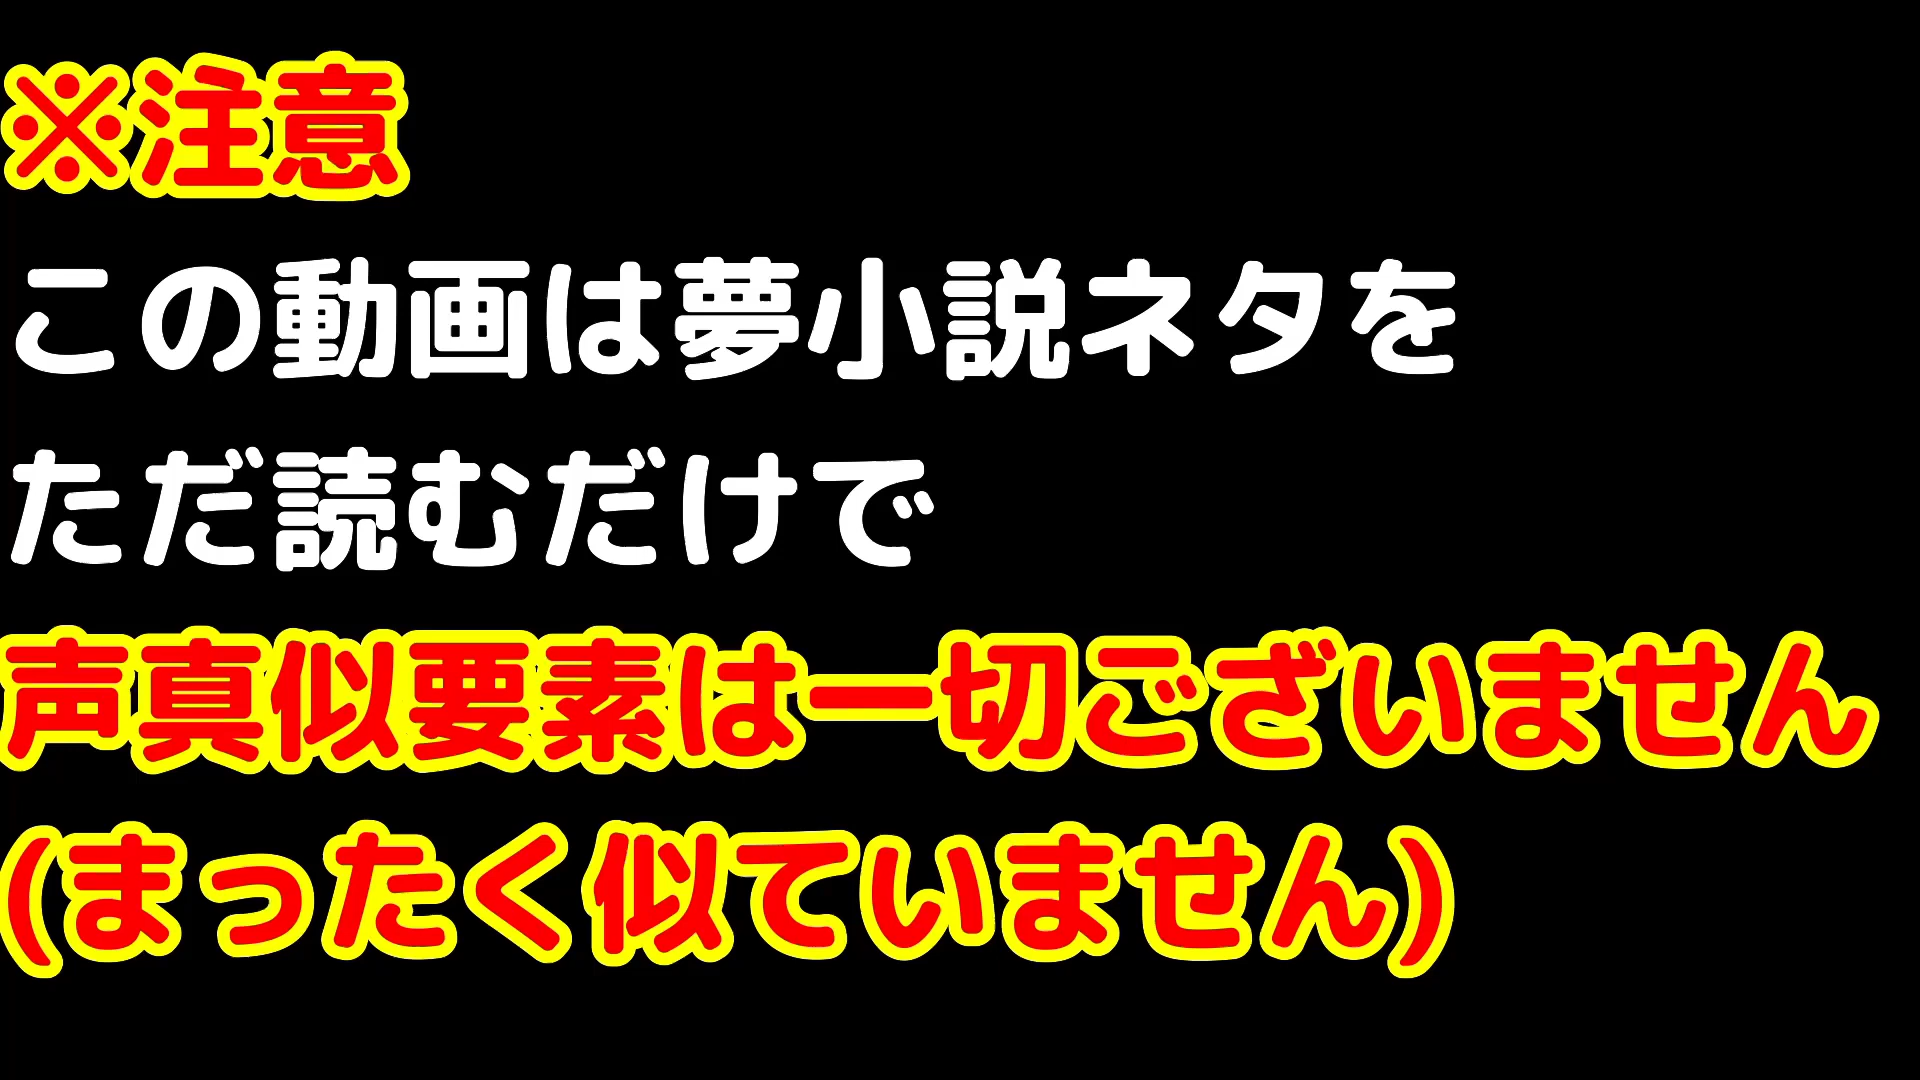 ※注意
この動画は夢小説ネタを
ただ読むだけで
声真似要素は一切ございません
(まったく似ていません)